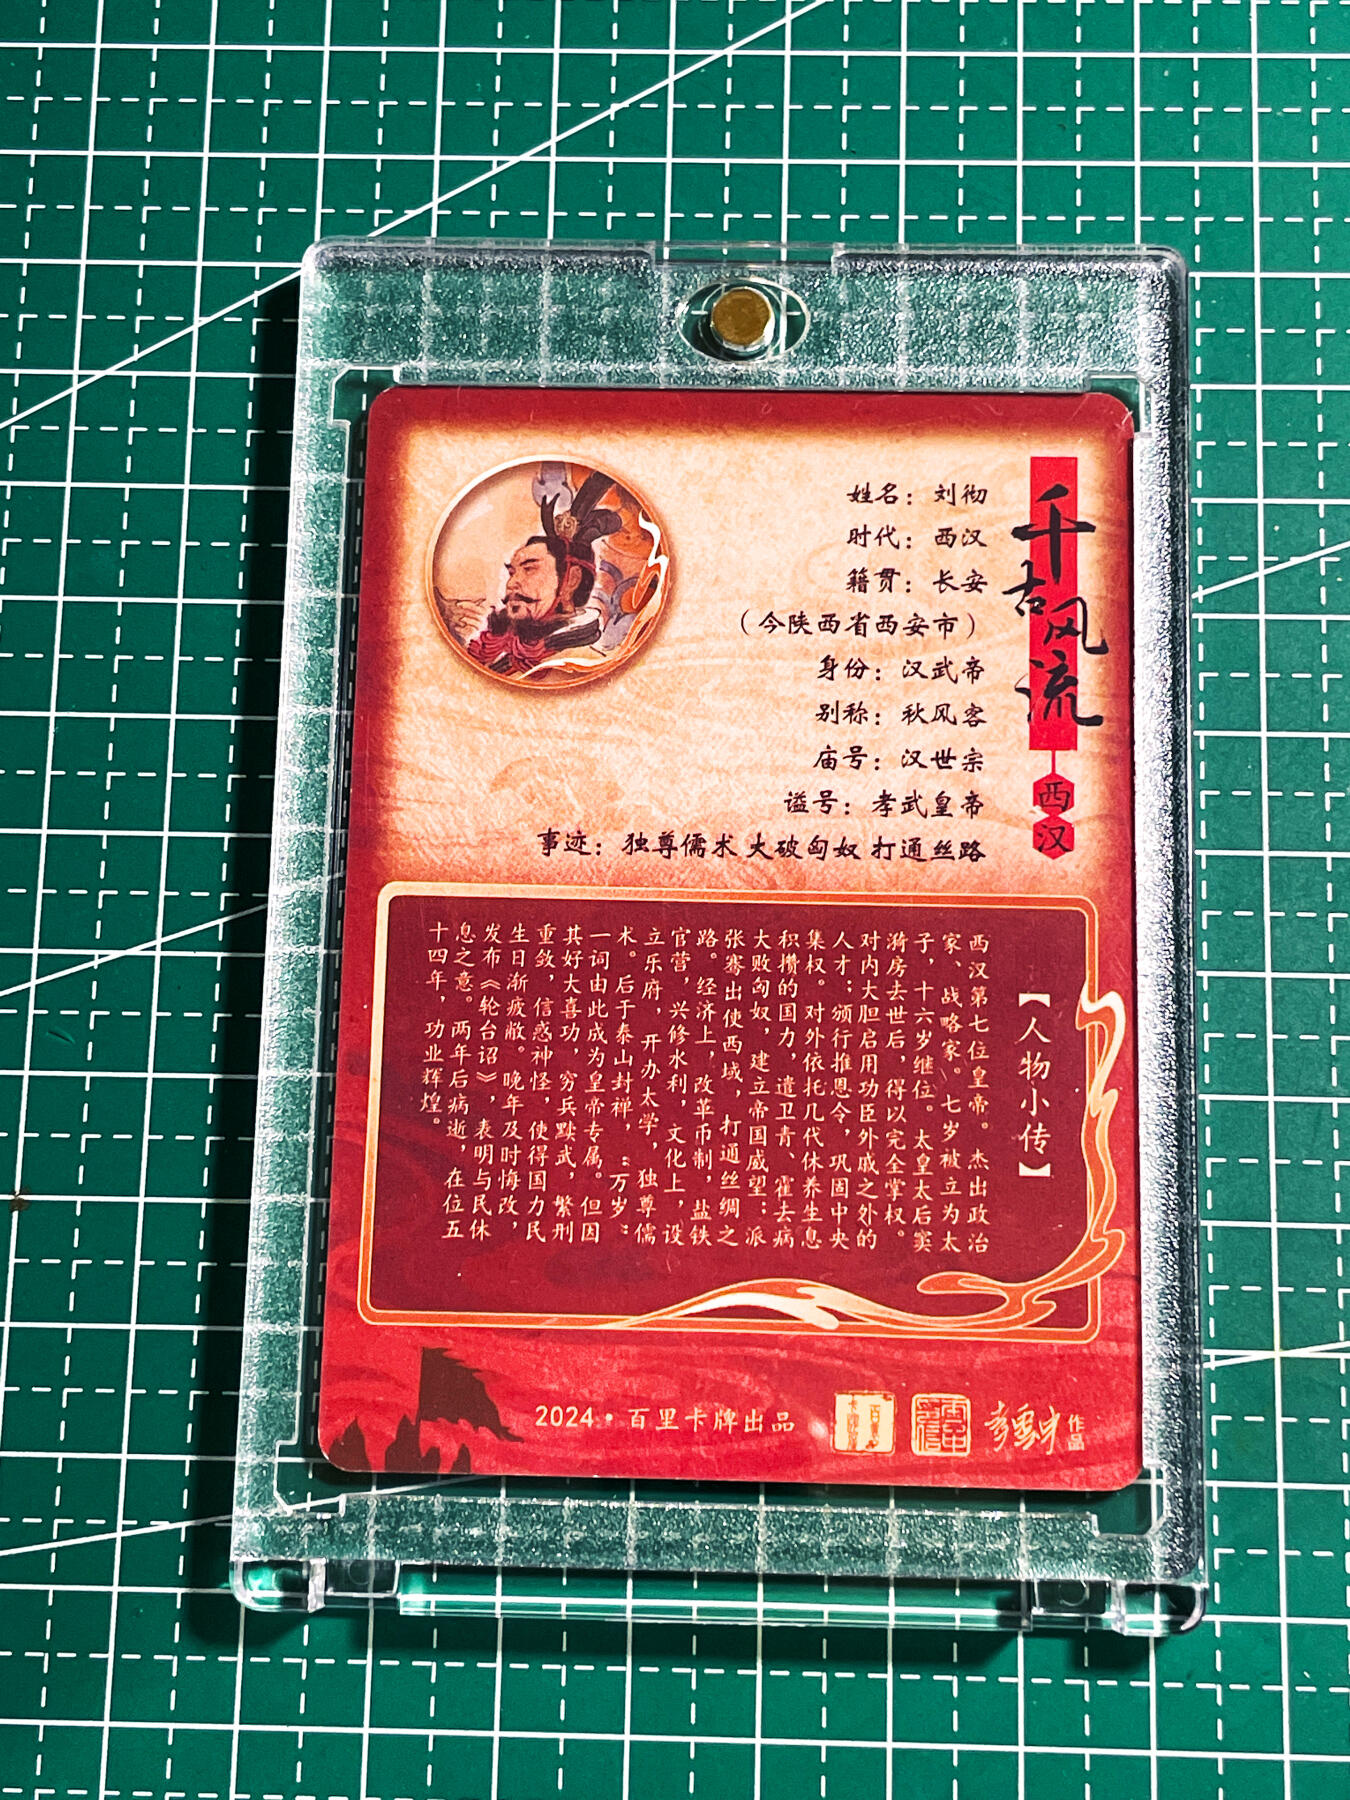 千古风流
西汉
姓名：刘彻
时代：西汉
籍贯：长安
（今陕西省西安市）
身份：汉武帝
别称：秋风客
庙号：汉世宗
谥号：孝武皇帝
事迹：独尊儒术 大破匈奴 打通丝路
【人物小传】
西汉第七位皇帝。杰出政治
家、战略家。七岁被立为太
子，十六岁继位。太皇太后窦
漪房去世后，得以完全掌权。
对内大胆启用功臣外戚之外的
人才；颁行推恩令，巩固中央
集权。对外依托几代休养生息
积攒的国力，遣卫青、霍去病
大败匈奴，建立帝国威望；派
张骞出使西域，打通丝绸之
路。经济上，改革币制，盐铁
官营，兴修水利，文化上，设
立乐府，开办太学，独尊儒
术。后于泰山封禅，“万岁”
一词由此成为皇帝专属。但因
其好大喜功，穷兵黩武，繁刑
重敛，信惑神怪，使得国力民
生日渐疲敝。晚年及时悔改，
发布《轮台诏》，表明与民休
息之意。两年后病逝，在位五
十四年，功业辉煌。
2024·百里卡牌出品
李云中作品